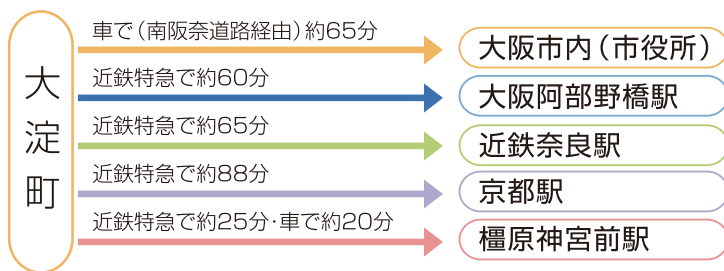 大淀町
車で（南阪奈道路経由）約65分
大阪市内（市役所）
近鉄特急で約60分
大阪阿部野橋駅
近鉄特急で約65分
近鉄奈良駅
近鉄特急で約88分
京都駅
近鉄特急で約25分･車で約20分
橿原神宮前駅